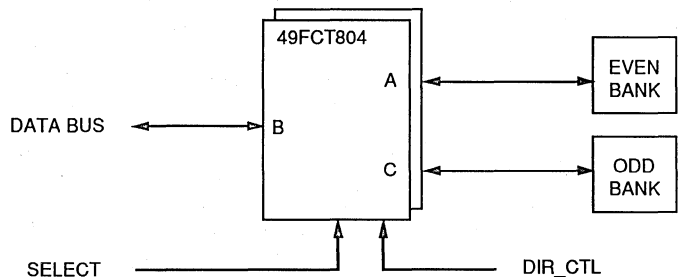 49FCT804
A
EVEN
BANK
DATA BUS
B
C
ODD
BANK
SELECT
DIR_CTL